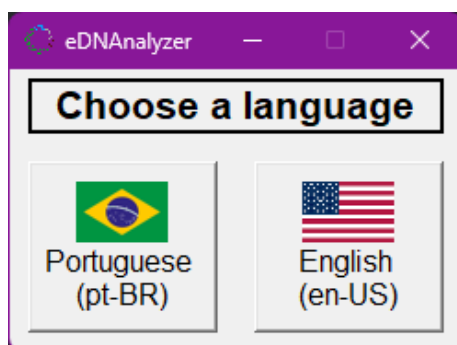 eDNAnalyzer
Choose a language
Portuguese
(pt-BR)
English
(en-US)